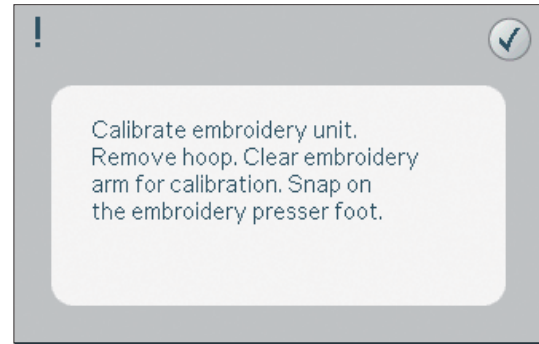 !
Calibrate embroidery unit.
Remove hoop. Clear embroidery
arm for calibration. Snap on
the embroidery presser foot.